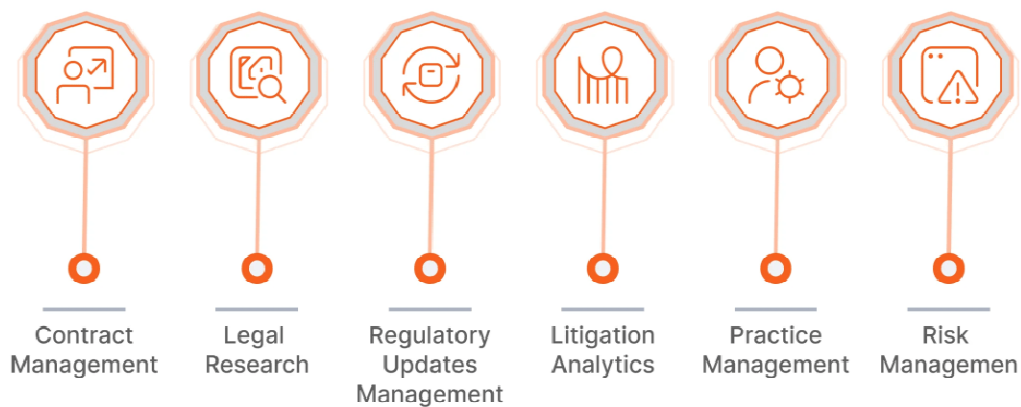 Contract
Management
Legal
Research
Regulatory
Updates
Management
Litigation
Analytics
Practice
Management
Risk
Managemen